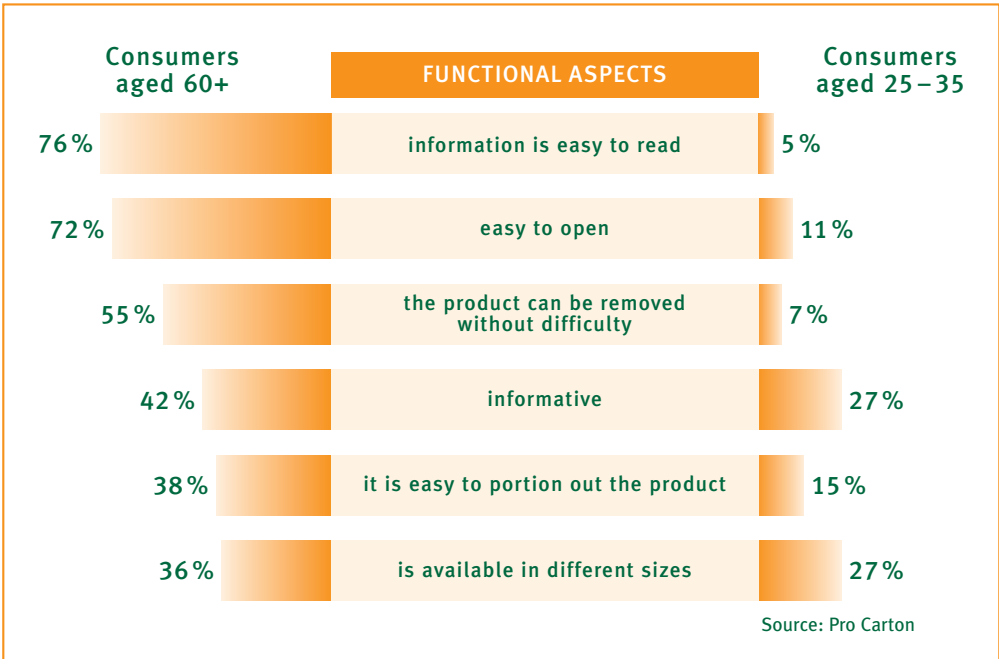 Consumers
aged 60+
FUNCTIONAL ASPECTS
Consumers
aged 25–35
76 %
information is easy to read
5 %
72 %
easy to open
11 %
55 %
the product can be removed
without difficulty
7 %
42 %
informative
27 %
38 %
it is easy to portion out the product
15 %
36 %
is available in different sizes
27 %
Source: Pro Carton